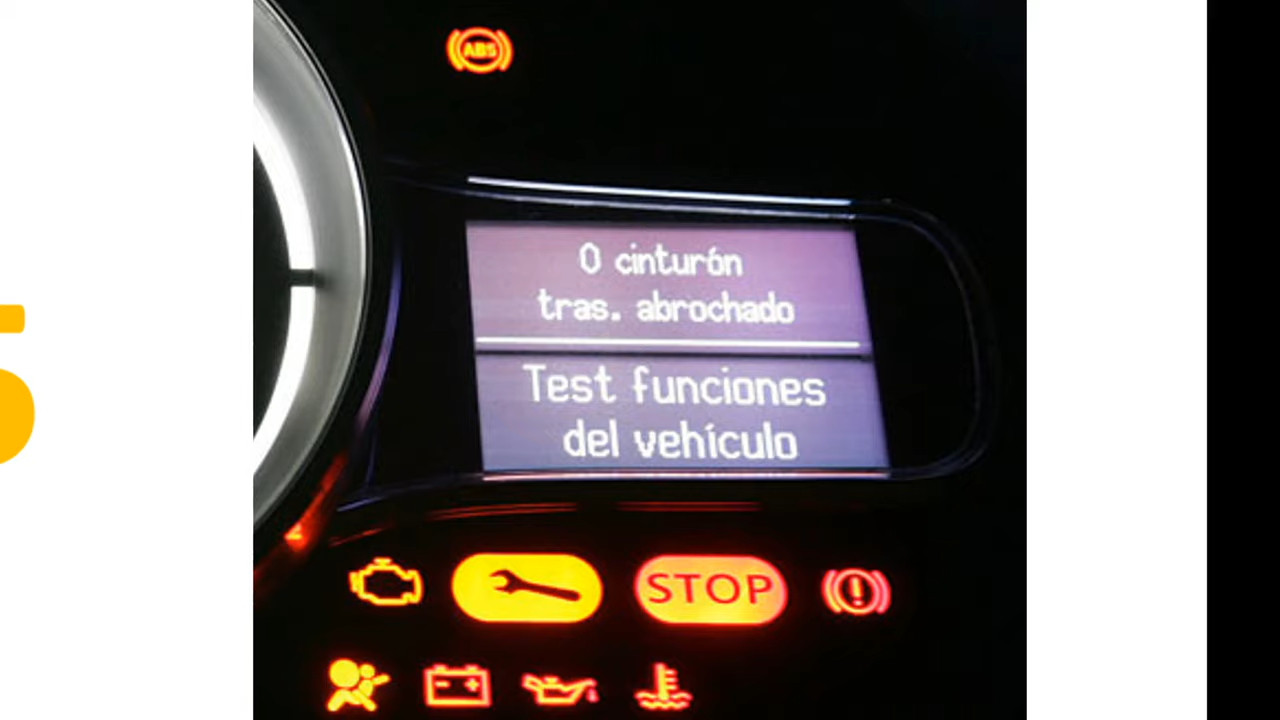 ABS
0 cinturón
tras. abrochado
Test funciones
del vehículo
STOP